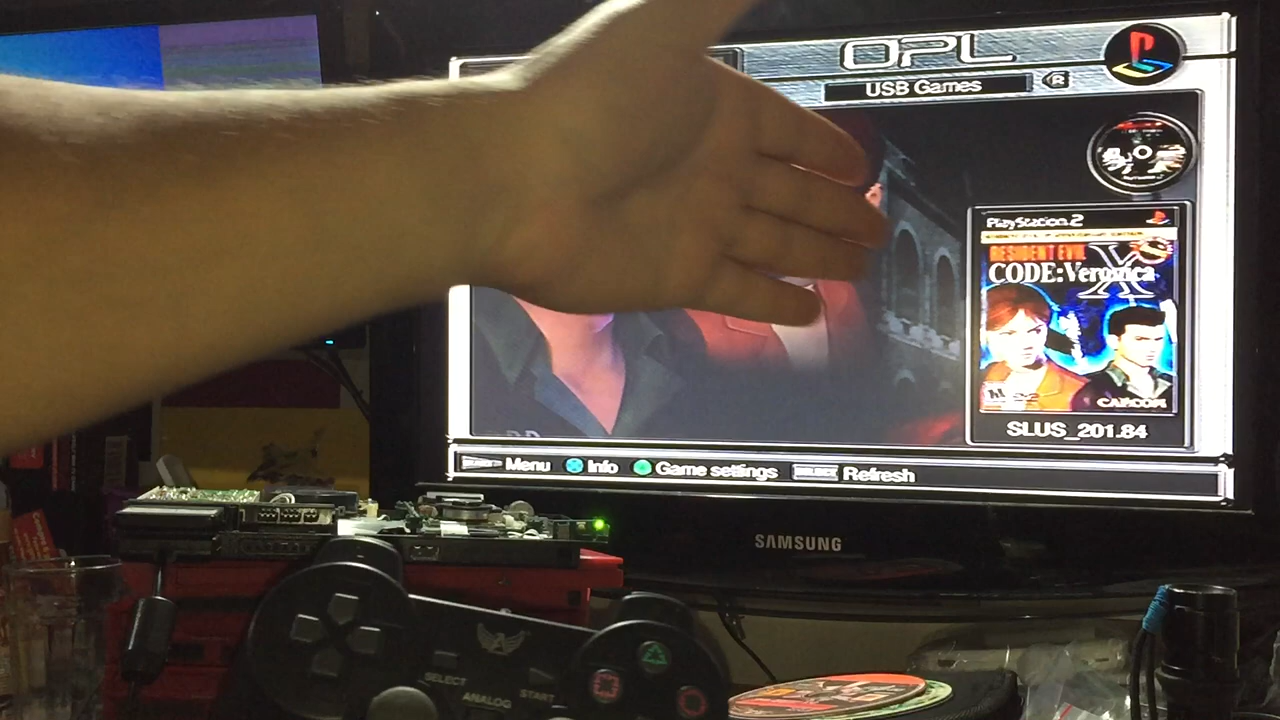 OPL
USB Games
R
PlayStation 2
RESIDENT EVIL
CODE:Veronica
X
CAPCOM
SLUS_201.84
Menu
Info
Game settings
SELECT
Refresh
SAMSUNG
SELECT
ANALOG
START